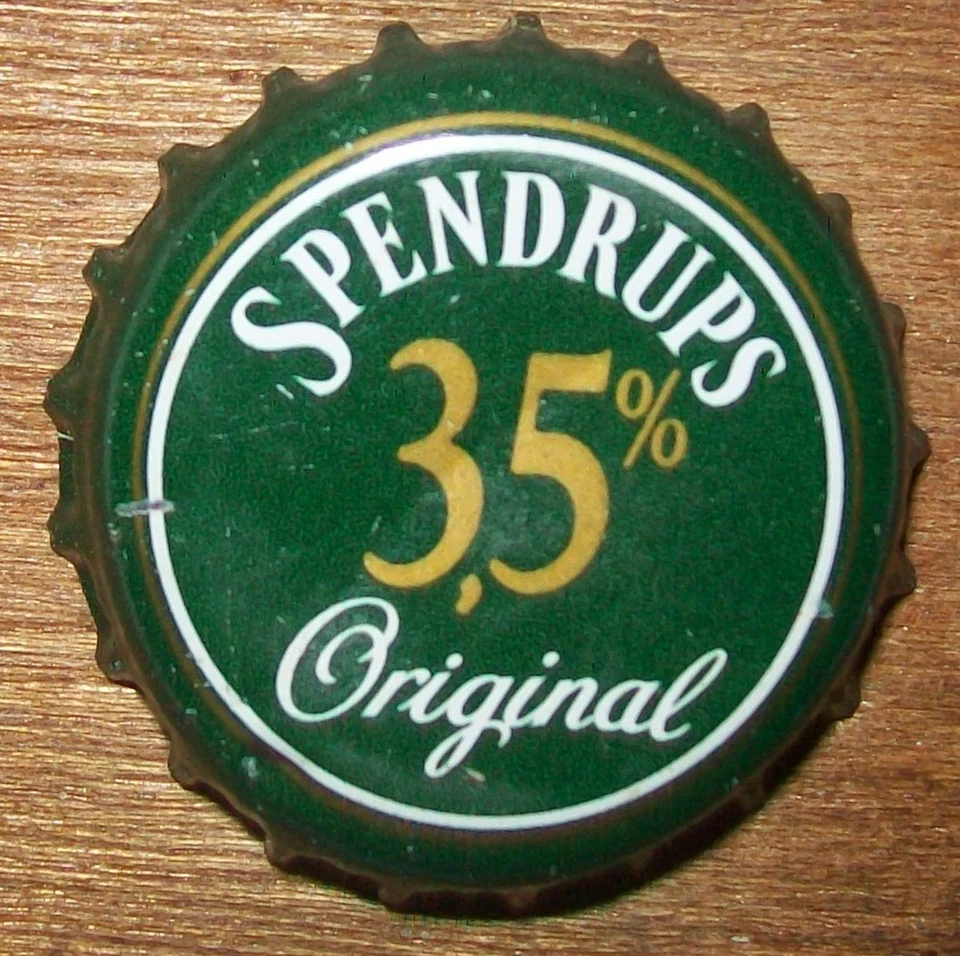 SPENDRUPS
3,5%
Original